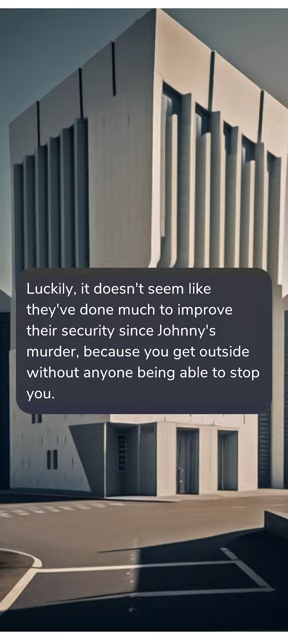 Luckily, it doesn't seem like
they've done much to improve
their security since Johnny's
murder, because you get outside
without anyone being able to stop
you.